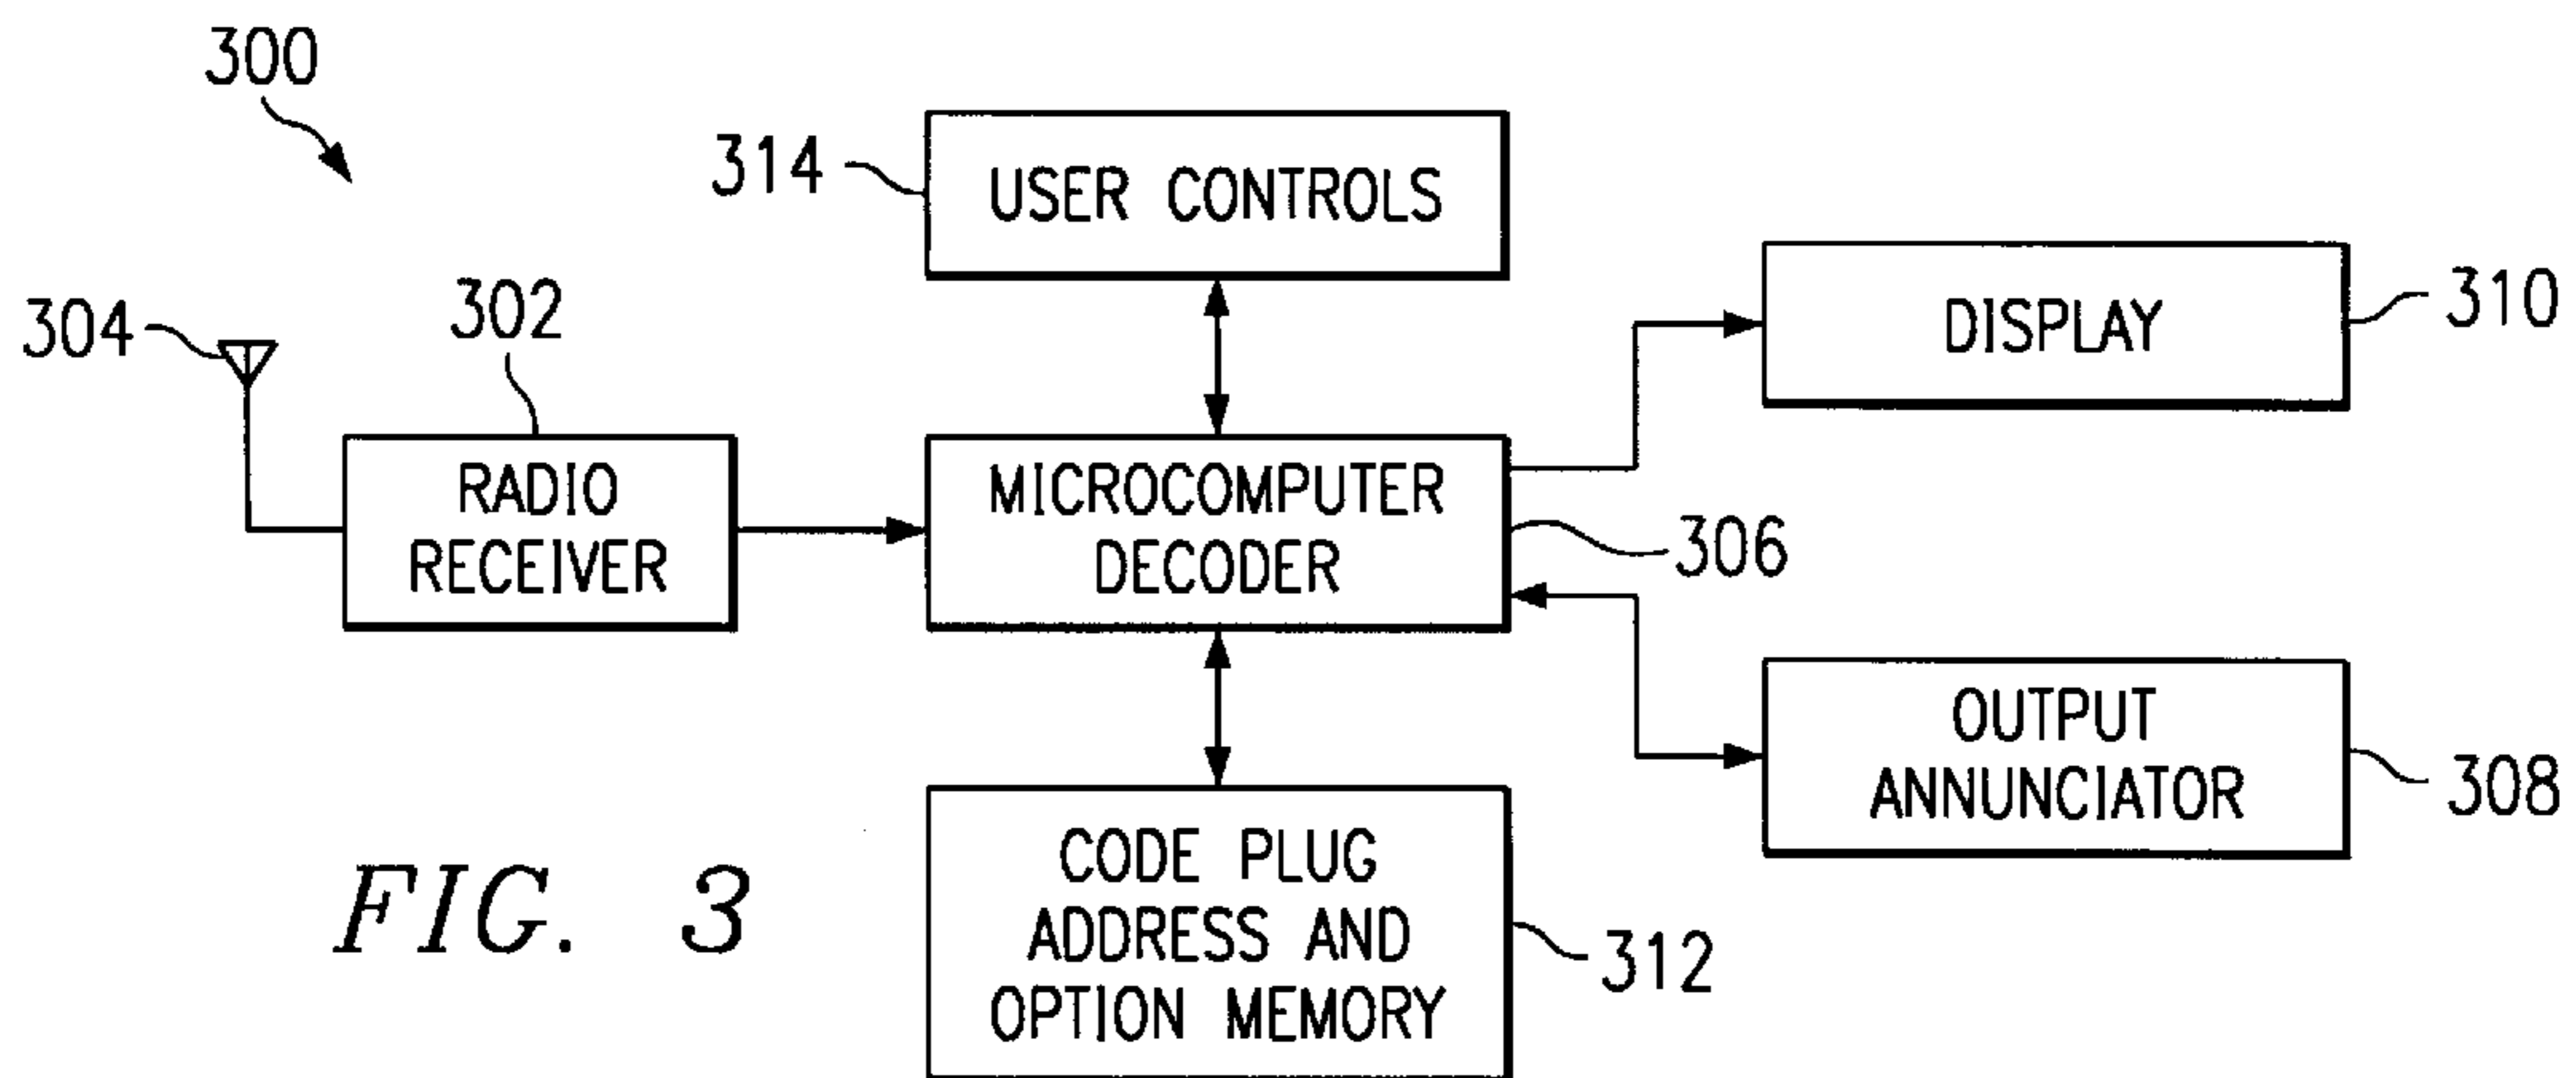 300
314
USER CONTROLS
304
302
DISPLAY
310
RADIO
RECEIVER
MICROCOMPUTER
DECODER
306
OUTPUT
ANNUNCIATOR
308
CODE PLUG
ADDRESS AND
OPTION MEMORY
312
FIG. 3